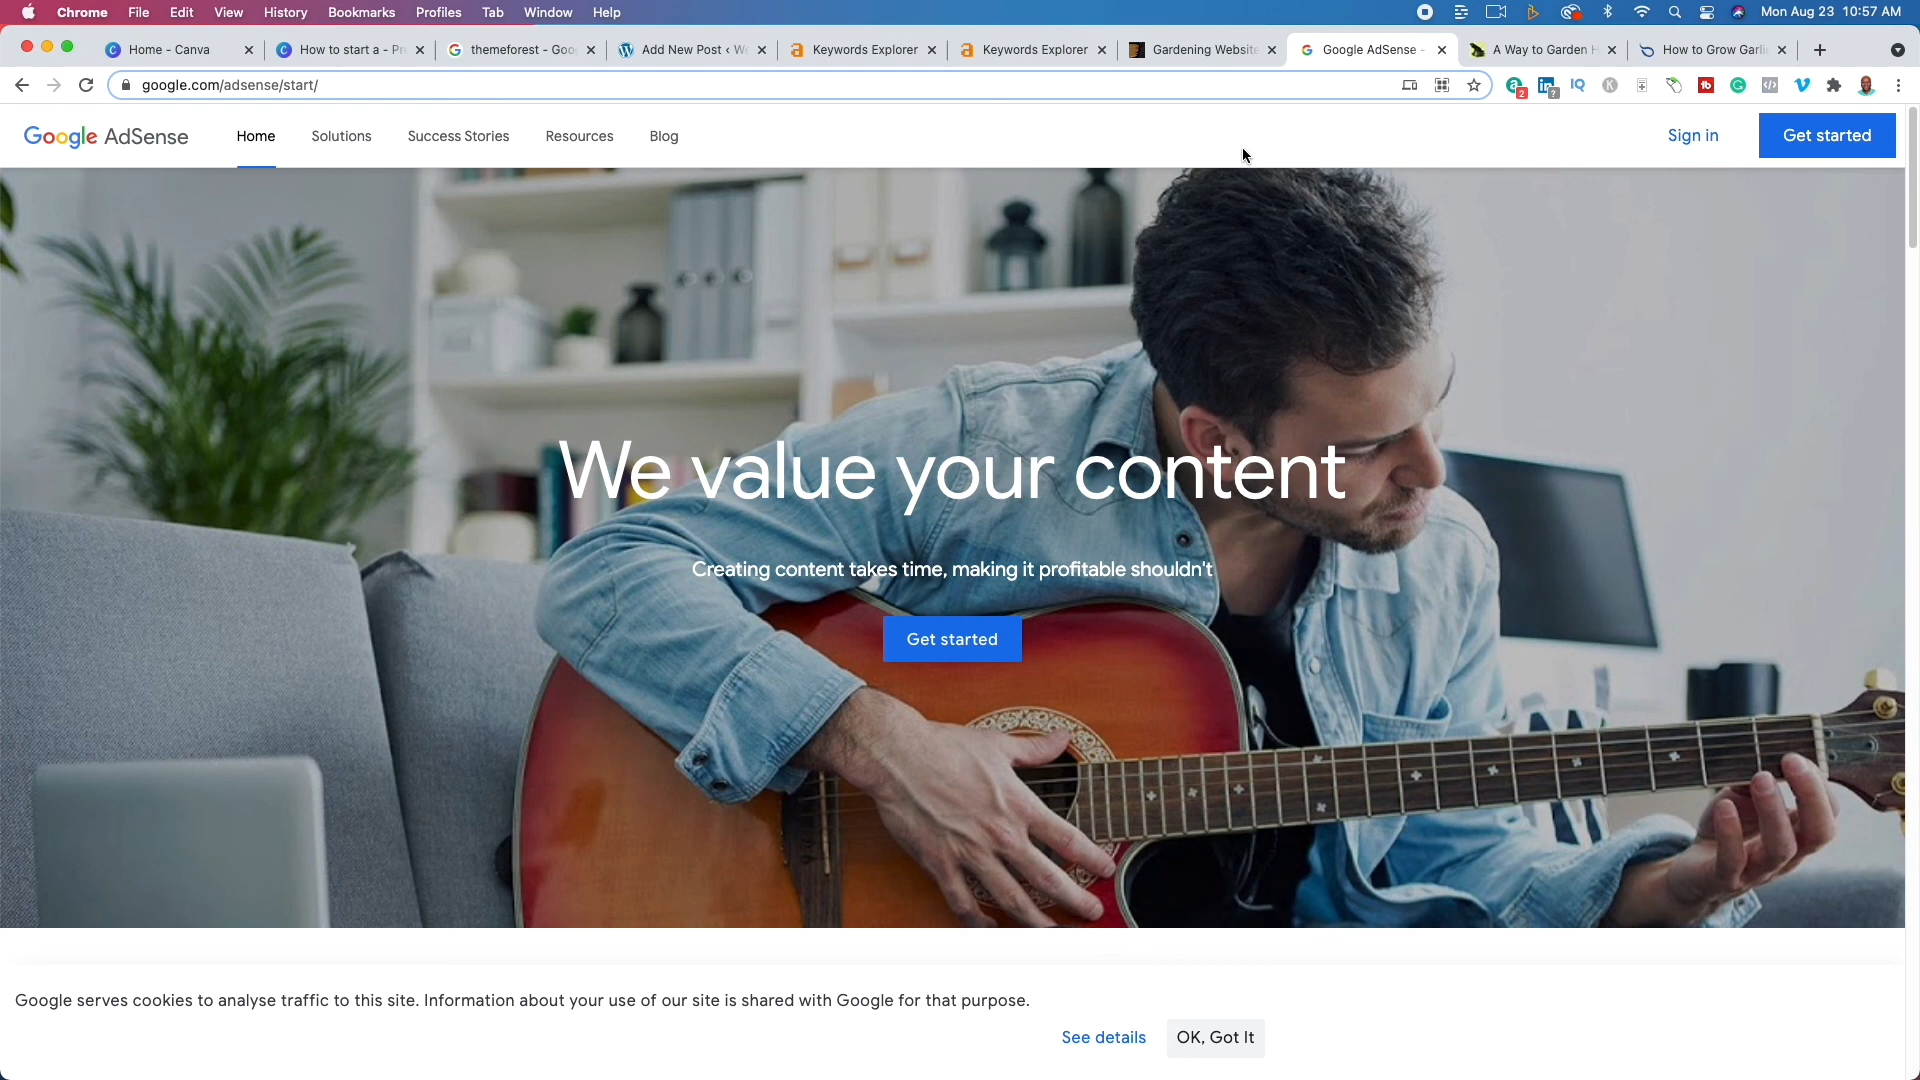 Chrome File Edit View History Bookmarks Profiles Tab Window Help Mon Aug 23 10:57 AM
Home - Canva How to start a - Pr themeforest - Goo Add New Post ‹ W Keywords Explorer Keywords Explorer Gardening Website Google AdSense - A Way to Garden H How to Grow Garli
google.com/adsense/start/
Google AdSense Home Solutions Success Stories Resources Blog Sign in Get started
We value your content
Creating content takes time, making it profitable shouldn't
Get started
Google serves cookies to analyse traffic to this site. Information about your use of our site is shared with Google for that purpose.
See details OK, Got It